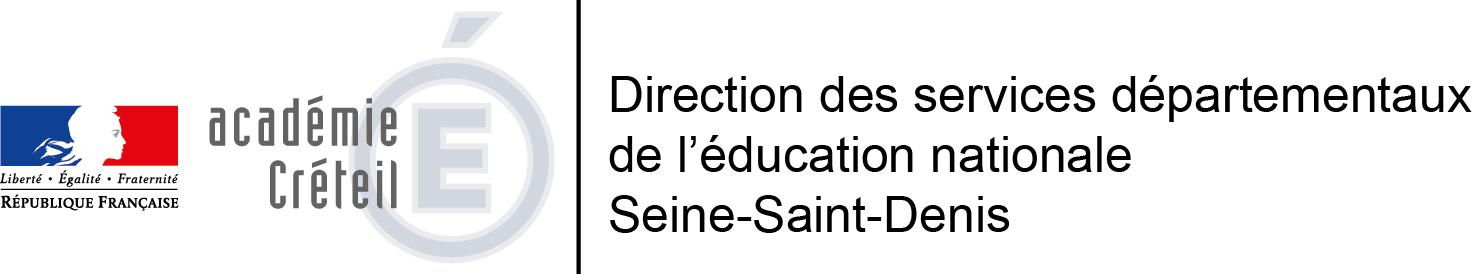 Liberté • Égalité • Fraternité
RÉPUBLIQUE FRANÇAISE
académie
Créteil
É
Direction des services départementaux
de l’éducation nationale
Seine-Saint-Denis